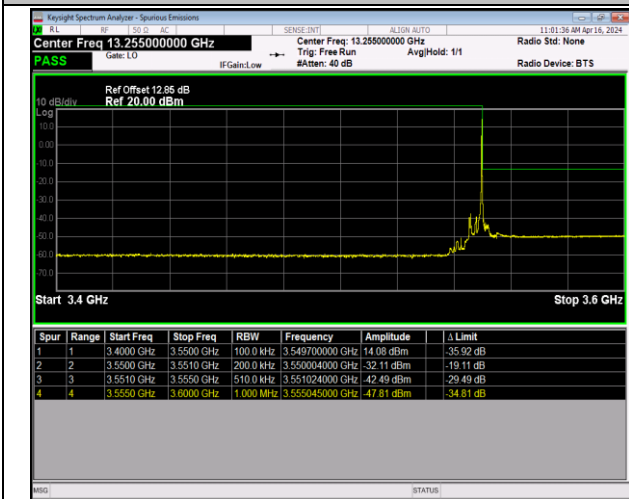 Keysight Spectrum Analyzer - Spurious Emissions
RL RF 50 Ω AC SENSE:INT ALIGN AUTO 11:01:36 AM Apr 16, 2024
Center Freq 13.255000000 GHz Center Freq: 13.255000000 GHz Radio Std: None
PASS Gate: LO IFGain:Low Trig: Free Run Avg|Hold: 1/1
#Atten: 40 dB Radio Device: BTS
Ref Offset 12.85 dB
10 dB/div Ref 20.00 dBm
Log
10.0
0.00
-10.0
-20.0
-30.0
-40.0
-50.0
-60.0
-70.0
Start 3.4 GHz Stop 3.6 GHz
Spur Range Start Freq Stop Freq RBW Frequency Amplitude Δ Limit
1 1 3.4000 GHz 3.5500 GHz 100.0 kHz 3.549700000 GHz 14.08 dBm -35.92 dB
2 2 3.5500 GHz 3.5510 GHz 200.0 kHz 3.550004000 GHz -32.11 dBm -19.11 dB
3 3 3.5510 GHz 3.5550 GHz 510.0 kHz 3.551024000 GHz -42.49 dBm -29.49 dB
4 4 3.5550 GHz 3.6000 GHz 1.000 MHz 3.555045000 GHz -47.81 dBm -34.81 dB
MSG STATUS